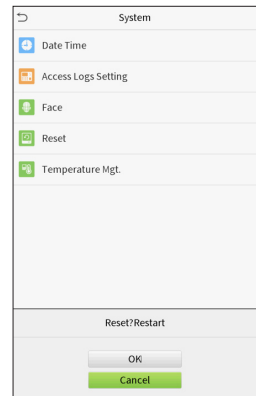 System
Date Time
Access Logs Setting
Face
Reset
Temperature Mgt.
Reset?Restart
OK
Cancel